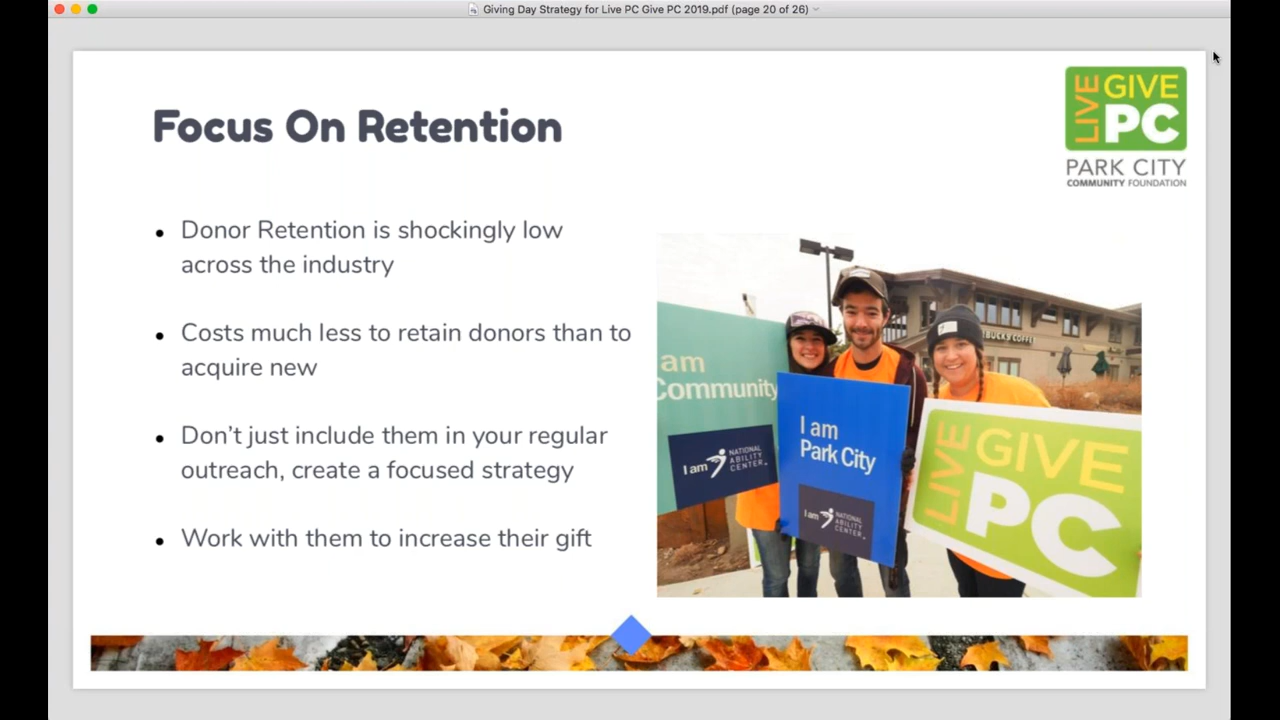 Giving Day Strategy for Live PC Give PC 2019.pdf (page 20 of 26)
LIVE
GIVE
PC
PARK CITY
COMMUNITY FOUNDATION
Focus On Retention
• Donor Retention is shockingly low
across the industry
• Costs much less to retain donors than to
acquire new
• Don’t just include them in your regular
outreach, create a focused strategy
• Work with them to increase their gift
am
Community
I am
NATIONAL
ABILITY
CENTER
I am
Park City
I am
NATIONAL
ABILITY
CENTER
LIVE
GIVE
PC